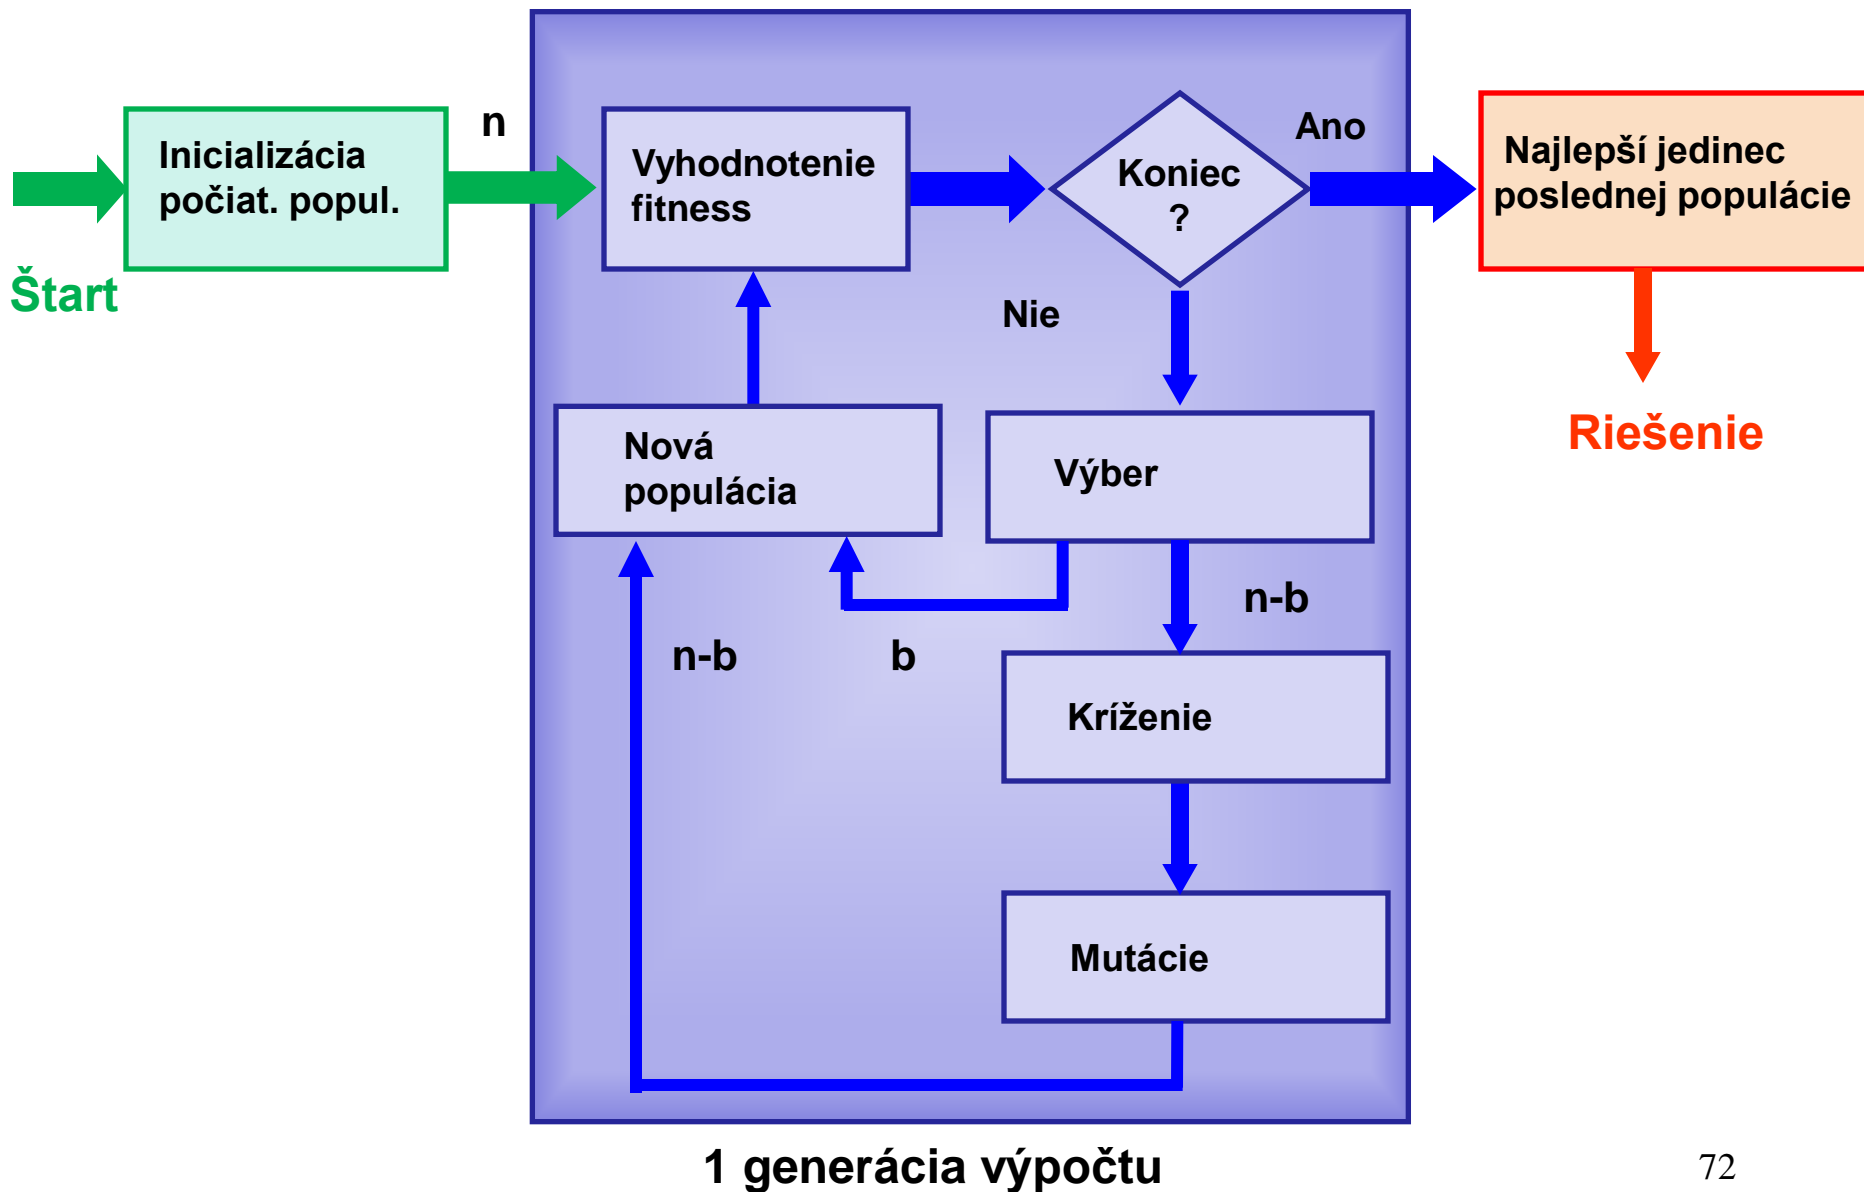 Štart
Inicializácia
počiat. popul.
n
Vyhodnotenie
fitness
Koniec
?
Ano
Najlepší jedinec
poslednej populácie
Riešenie
Nie
Nová
populácia
Výber
n-b
b
n-b
Kríženie
Mutácie
1 generácia výpočtu
72